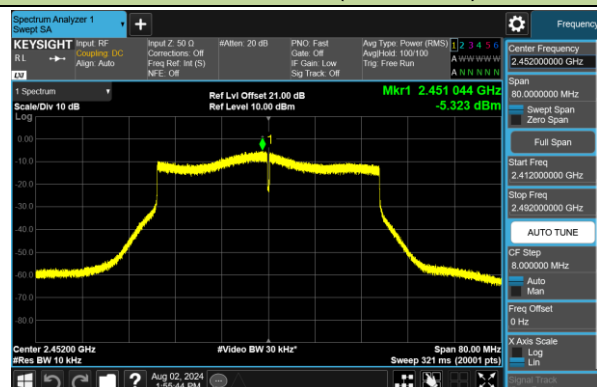 Spectrum Analyzer 1
Swept SA
+
Frequency
KEYSIGHT
RL
LXI
Input: RF
Coupling: DC
Align: Auto
Input Z: 50 Ω
Corrections: Off
Freq Ref: Int (S)
NFE: Off
#Atten: 20 dB
PNO: Fast
Gate: Off
IF Gain: Low
Sig Track: Off
Avg Type: Power (RMS)
Avg|Hold: 100/100
Trig: Free Run
1 2 3 4 5 6
A W W W W W
A N N N N N
1 Spectrum
Scale/Div 10 dB
Log
Ref Lvl Offset 21.00 dB
Ref Level 10.00 dBm
Mkr1 2.451 044 GHz
-5.323 dBm
1
0.00
-10.0
-20.0
-30.0
-40.0
-50.0
-60.0
-70.0
-80.0
Center 2.45200 GHz
#Res BW 10 kHz
#Video BW 30 kHz*
Span 80.00 MHz
Sweep 321 ms (20001 pts)
Aug 02, 2024
1:55:44 PM
?
Center Frequency
2.452000000 GHz
Span
80.0000000 MHz
Swept Span
Zero Span
Full Span
Start Freq
2.412000000 GHz
Stop Freq
2.492000000 GHz
AUTO TUNE
CF Step
8.000000 MHz
Auto
Man
Freq Offset
0 Hz
X Axis Scale
Log
Lin
Signal Track